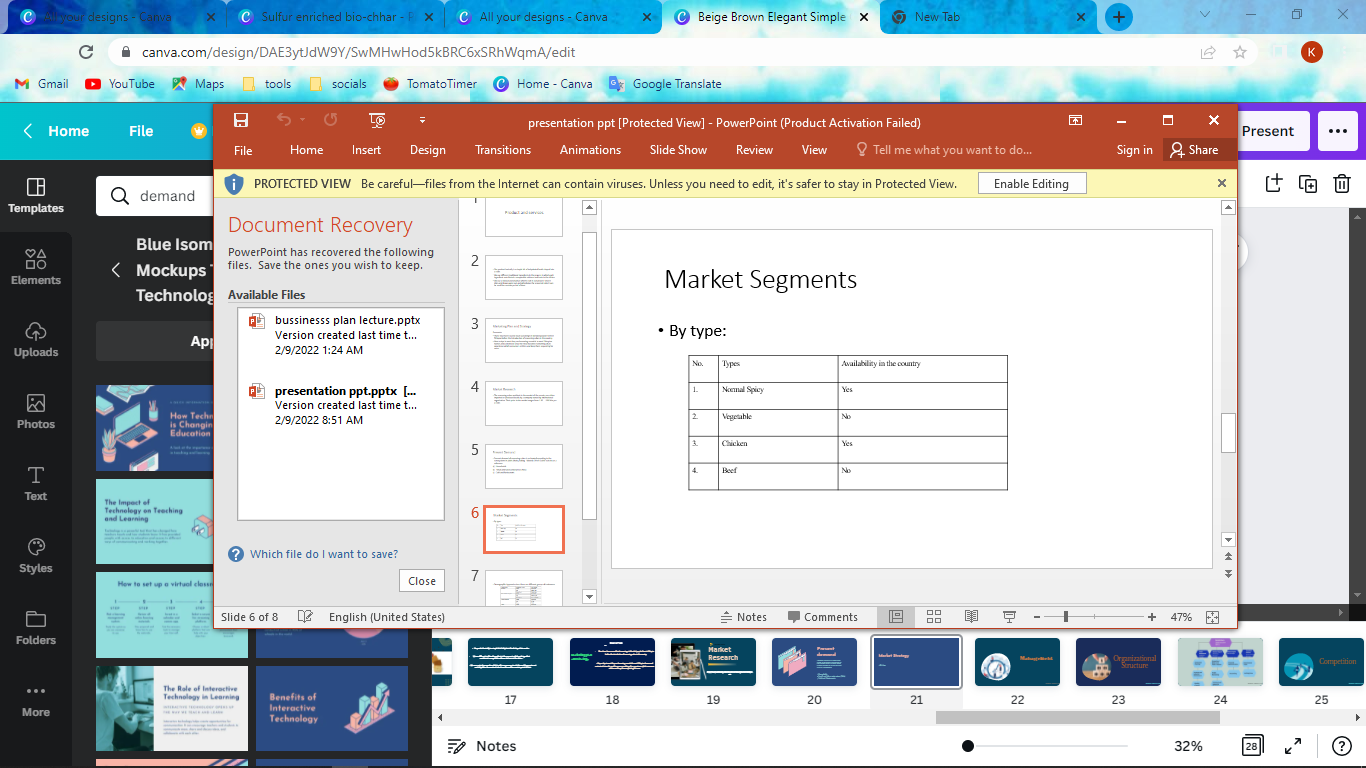 All your designs - Canva
Sulfur enriched bio-chhar -
All your designs - Canva
Beige Brown Elegant Simple
New Tab
canva.com/design/DAE3ytJdW9Y/SwMHwHod5kBRC6xSRhWqmA/edit
K
Gmail YouTube Maps tools socials TomatoTimer Home - Canva Google Translate
Home File
Present
presentation ppt [Protected View] - PowerPoint (Product Activation Failed)
File Home Insert Design Transitions Animations Slide Show Review View Tell me what you want to do... Sign in Share
PROTECTED VIEW Be careful—files from the Internet can contain viruses. Unless you need to edit, it's safer to stay in Protected View. Enable Editing
Templates
Elements
Uploads
Photos
Text
Styles
Folders
More
demand
Blue Isom
Mockups
Technolog
App
How Techn
is Changin
Education
The Impact of
Technology on Teaching
and Learning
How to set up a virtual classr
The Role of Interactive
Technology in Learning
Benefits of
Interactive
Technology
Document Recovery
PowerPoint has recovered the following
files. Save the ones you wish to keep.
Available Files
bussinesss plan lecture.pptx
Version created last time t...
2/9/2022 1:24 AM
presentation ppt.pptx [...
Version created last time t...
2/9/2022 8:51 AM
Which file do I want to save?
Close
1
Product and services
2
3
4
5
6
7
Market Segments
• By type:
No. Types Availability in the country
1. Normal Spicy Yes
2. Vegetable No
3. Chicken Yes
4. Beef No
Slide 6 of 8 English (United States) Notes Comments 47%
Market
Research
Present
demand
Market Strategy
Management
Organizational
Structure
Competition
17 18 19 20 21 22 23 24 25
Notes 32% 28